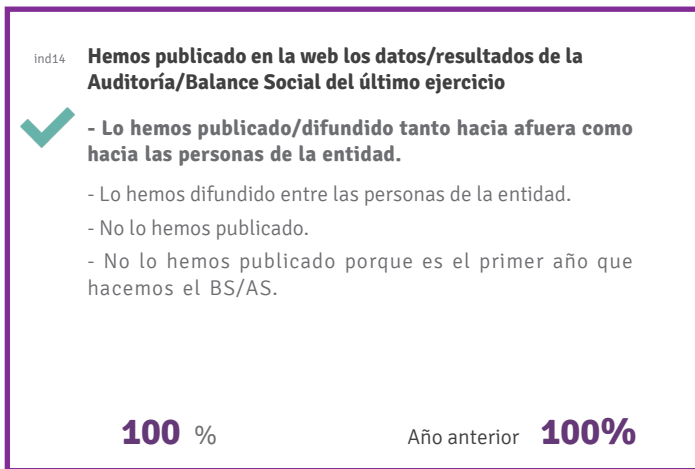 ind14 Hemos publicado en la web los datos/resultados de la
Auditoría/Balance Social del último ejercicio
- Lo hemos publicado/difundido tanto hacia afuera como
hacia las personas de la entidad.
- Lo hemos difundido entre las personas de la entidad.
- No lo hemos publicado.
- No lo hemos publicado porque es el primer año que
hacemos el BS/AS.
100 % Año anterior 100%